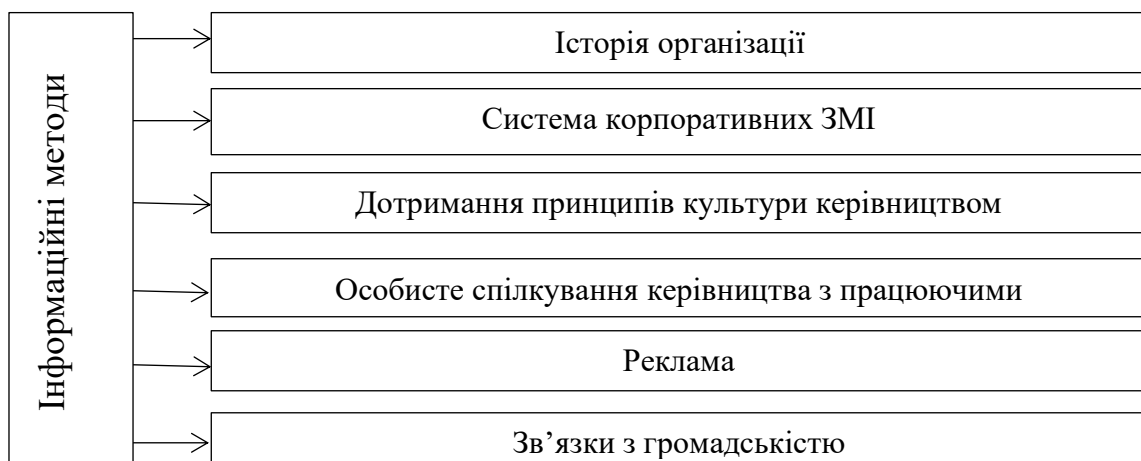 Інформаційні методи
Історія організації
Система корпоративних ЗМІ
Дотримання принципів культури керівництвом
Особисте спілкування керівництва з працюючими
Реклама
Зв’язки з громадськістю